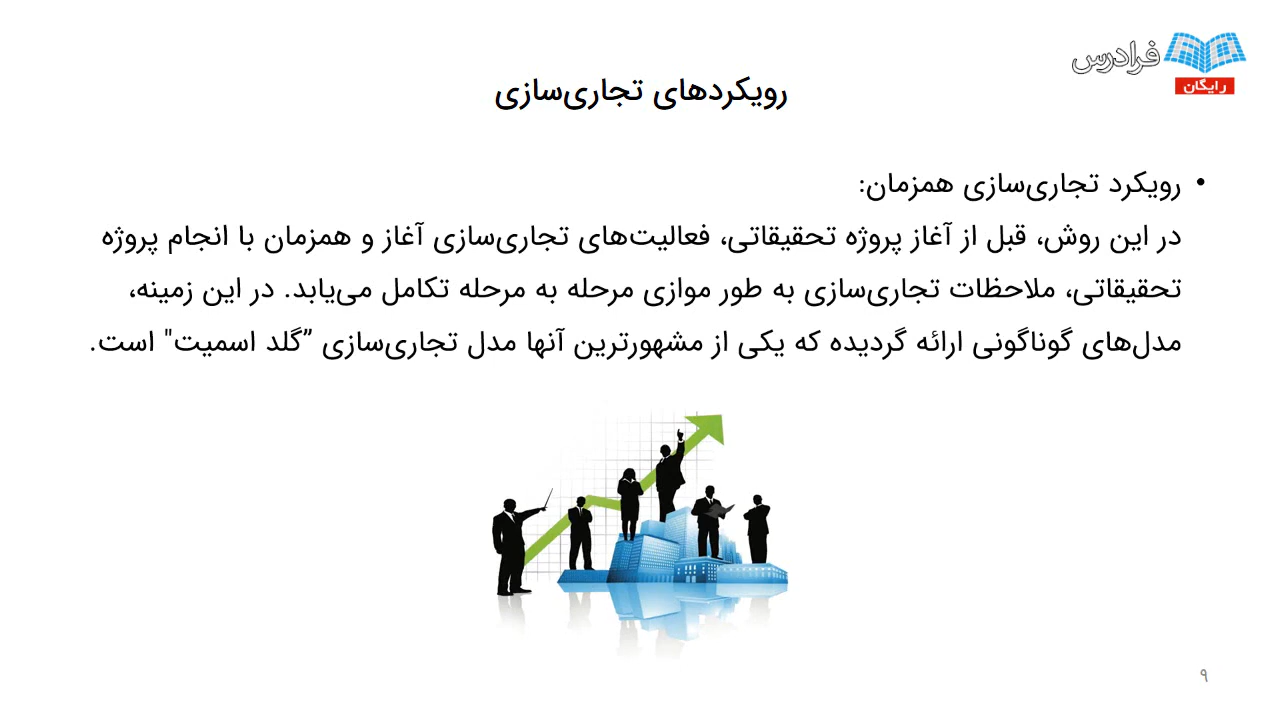 فرادرس
رایگان
رویکردهای تجاری‌سازی
• رویکرد تجاری‌سازی همزمان:
در این روش، قبل از آغاز پروژه تحقیقاتی، فعالیت‌های تجاری‌سازی آغاز و همزمان با انجام پروژه
تحقیقاتی، ملاحظات تجاری‌سازی به طور موازی مرحله به مرحله تکامل می‌یابد. در این زمینه،
مدل‌های گوناگونی ارائه گردیده که یکی از مشهورترین آنها مدل تجاری‌سازی ”گلد اسمیت" است.
۹